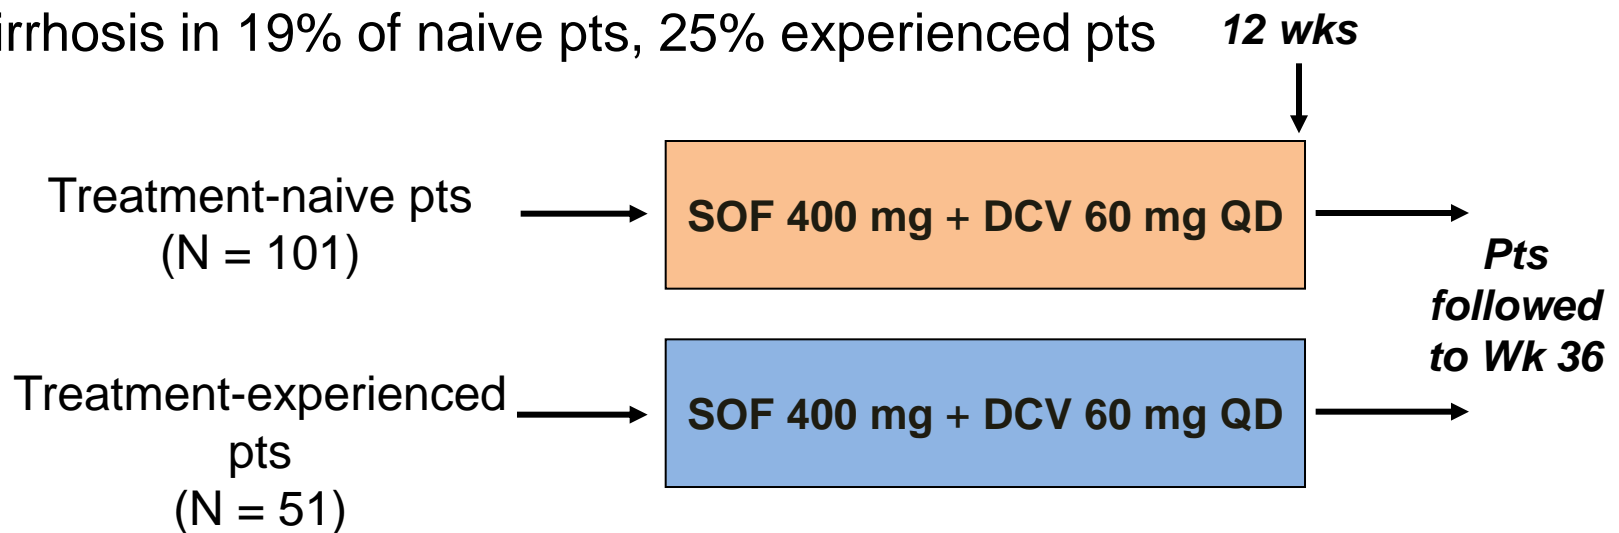 irrhosis in 19% of naive pts, 25% experienced pts
12 wks
Treatment-naive pts
(N = 101)
SOF 400 mg + DCV 60 mg QD
Treatment-experienced
pts
(N = 51)
SOF 400 mg + DCV 60 mg QD
Pts
followed
to Wk 36